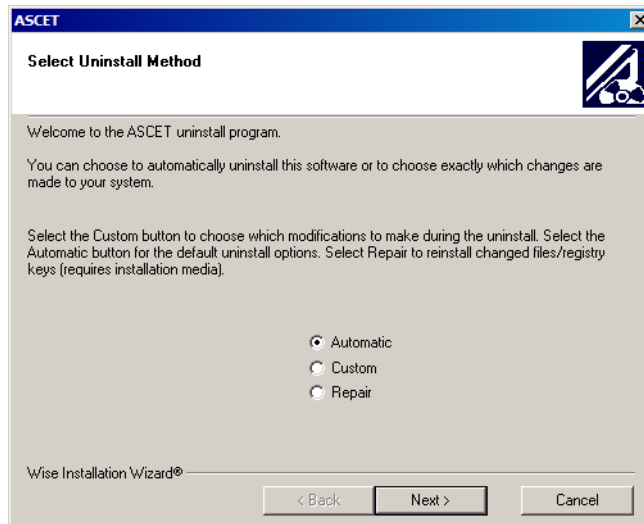 ASCET
Select Uninstall Method
Welcome to the ASCET uninstall program.
You can choose to automatically uninstall this software or to choose exactly which changes are
made to your system.
Select the Custom button to choose which modifications to make during the uninstall. Select the
Automatic button for the default uninstall options. Select Repair to reinstall changed files/registry
keys (requires installation media).
Automatic
Custom
Repair
Wise Installation Wizard®
< Back
Next >
Cancel